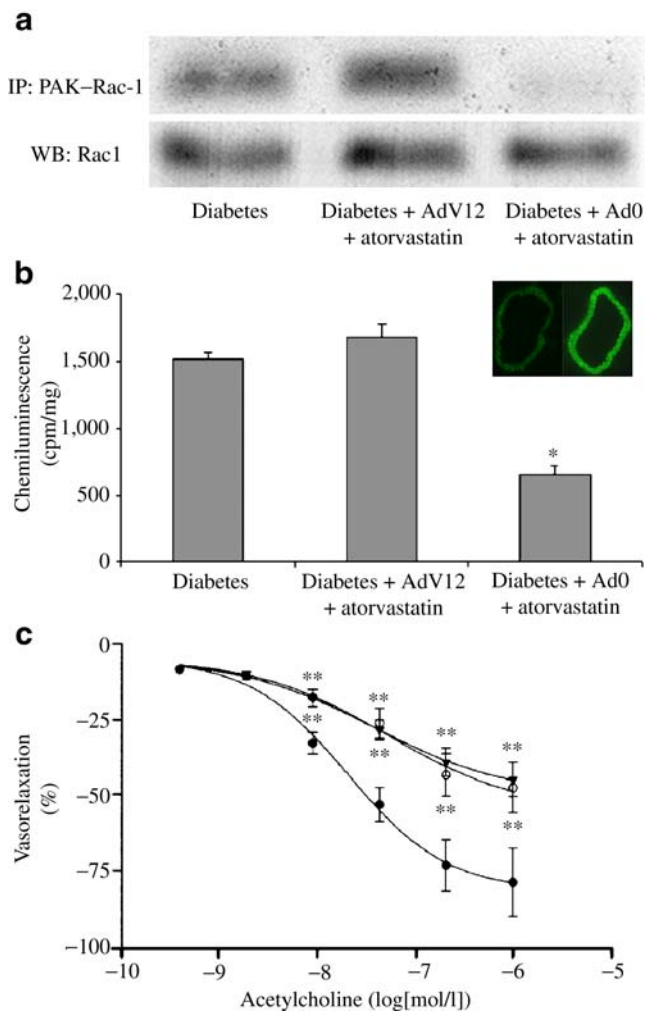 a
IP: PAK–Rac-1
WB: Rac1
Diabetes
Diabetes + AdV12
+ atorvastatin
Diabetes + Ad0
+ atorvastatin
b
2,000
1,500
1,000
500
0
Chemiluminescence
(cpm/mg)
*
Diabetes
Diabetes + AdV12
+ atorvastatin
Diabetes + Ad0
+ atorvastatin
c
0
−25
−50
−75
−100
Vasorelaxation
(%)
**
**
**
**
**
**
**
**
−10
−9
−8
−7
−6
−5
Acetylcholine (log[mol/l])